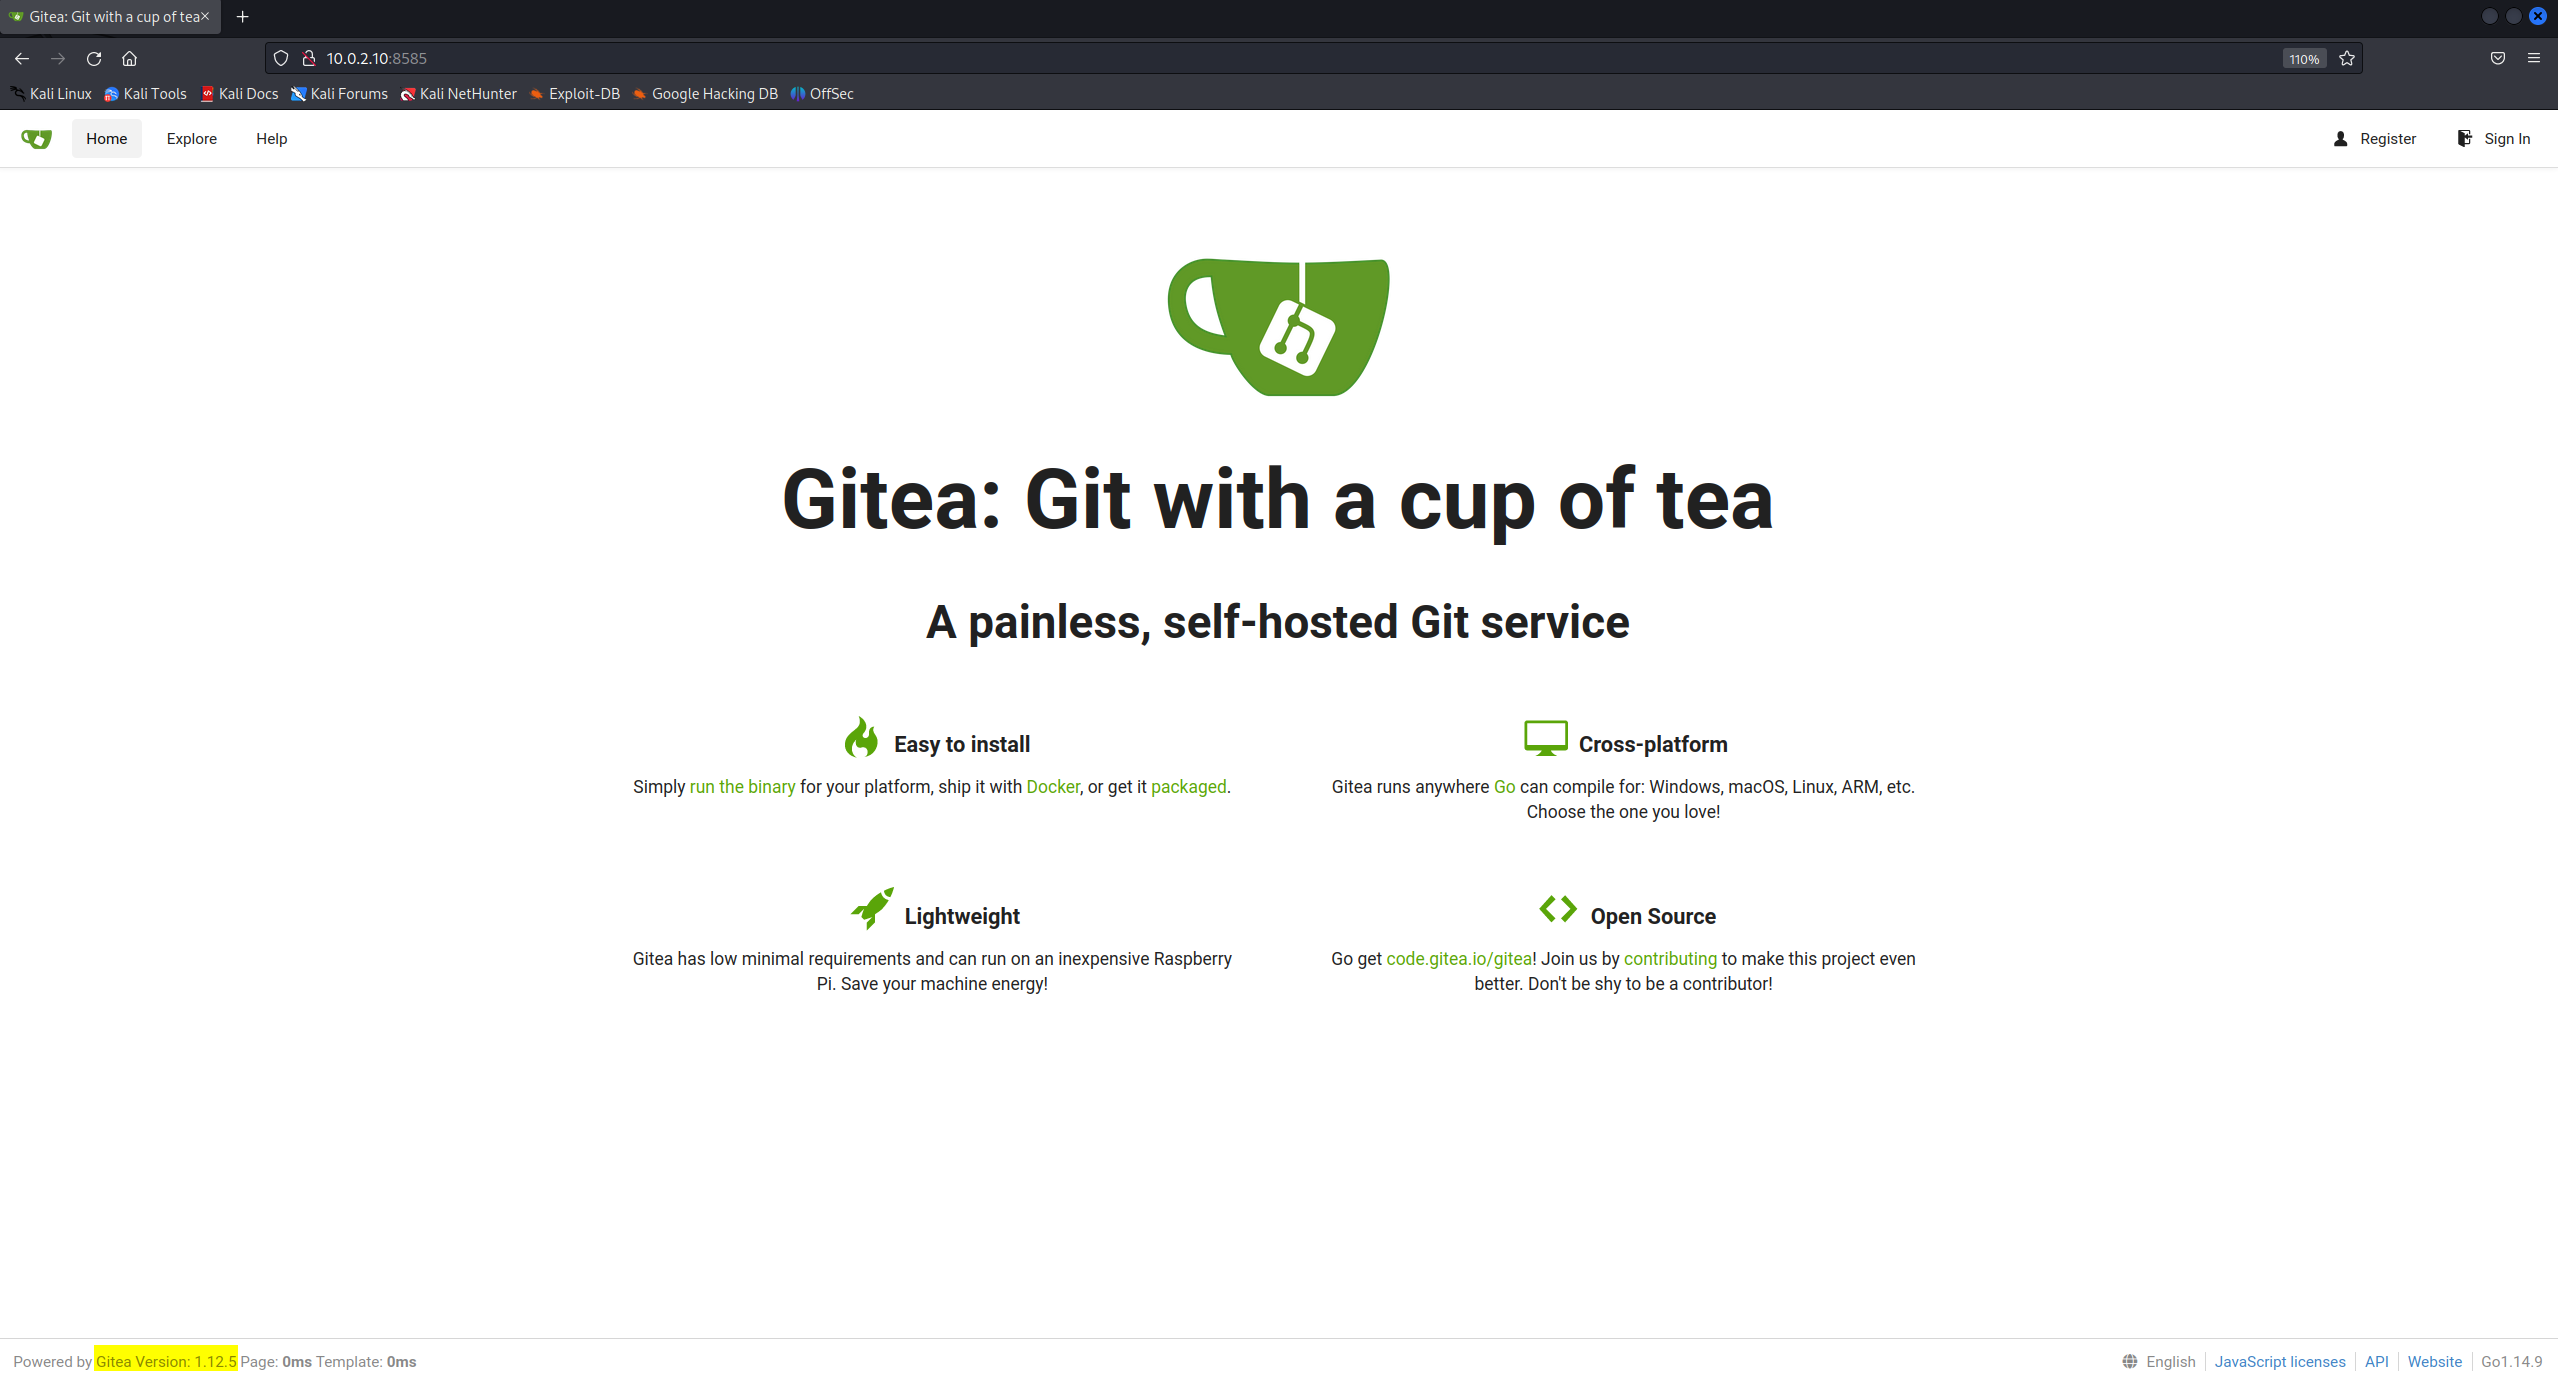 Gitea: Git with a cup of tea
10.0.2.10:8585
110%
Kali Linux Kali Tools Kali Docs Kali Forums Kali NetHunter Exploit-DB Google Hacking DB OffSec
Home Explore Help Register Sign In
Gitea: Git with a cup of tea
A painless, self-hosted Git service
Easy to install
Simply run the binary for your platform, ship it with Docker, or get it packaged.
Cross-platform
Gitea runs anywhere Go can compile for: Windows, macOS, Linux, ARM, etc.
Choose the one you love!
Lightweight
Gitea has low minimal requirements and can run on an inexpensive Raspberry
Pi. Save your machine energy!
Open Source
Go get code.gitea.io/gitea! Join us by contributing to make this project even
better. Don't be shy to be a contributor!
Powered by Gitea Version: 1.12.5 Page: 0ms Template: 0ms
English JavaScript licenses API Website Go1.14.9